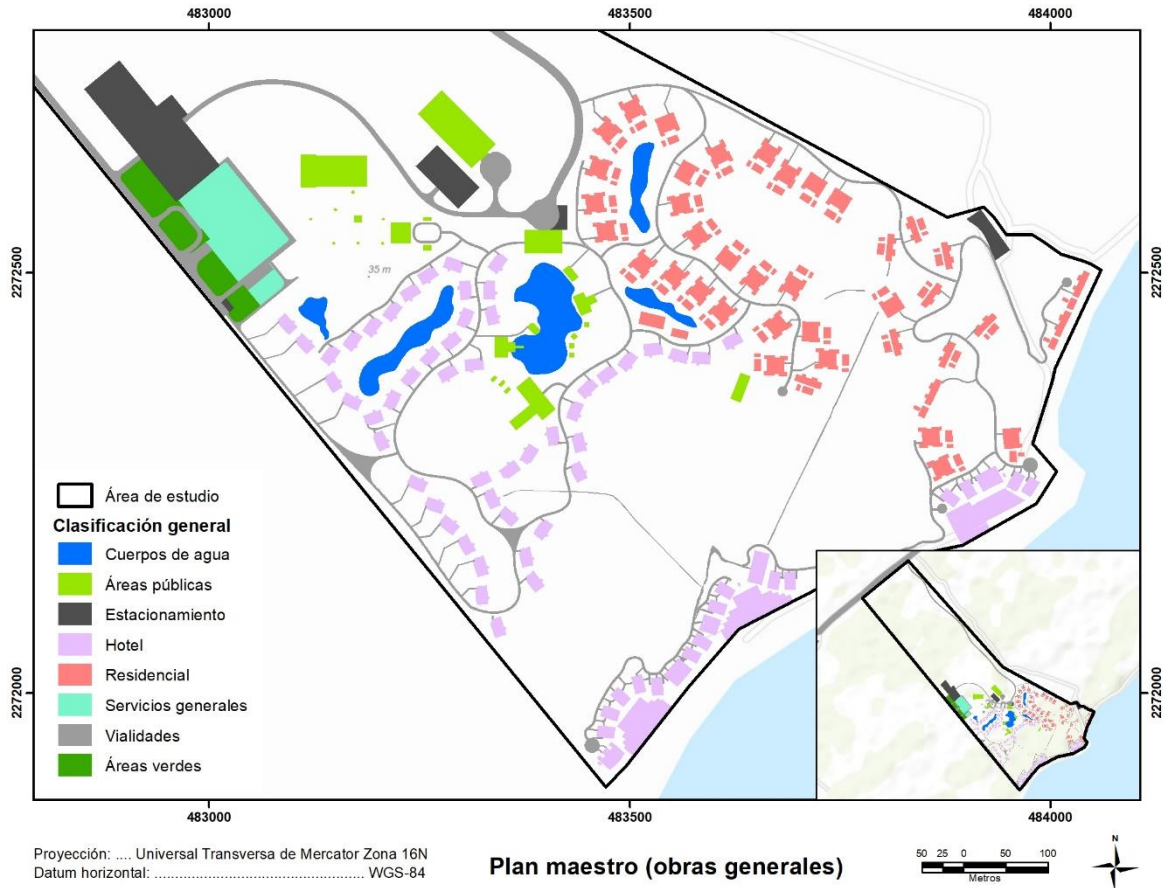 483000 483500 484000
2272500 2272500
35 m
Área de estudio
Clasificación general
Cuerpos de agua
Áreas públicas
Estacionamiento
Hotel
Residencial
Servicios generales
Vialidades
Áreas verdes
2272000 2272000
483000 483500 484000
Proyección: .... Universal Transversa de Mercator Zona 16N
Datum horizontal: ................................................ WGS-84
Plan maestro (obras generales)
50 25 0 50 100
Metros
N